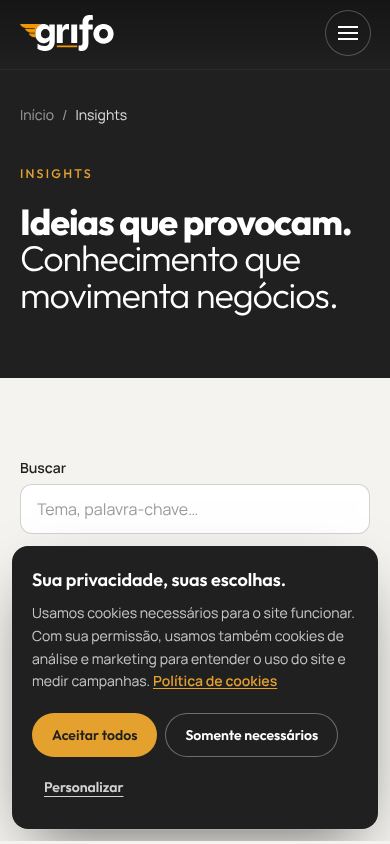 grifo
Início / Insights
INSIGHTS
Ideias que provocam.
Conhecimento que
movimenta negócios.
Buscar
Tema, palavra-chave...
Sua privacidade, suas escolhas.
Usamos cookies necessários para o site funcionar.
Com sua permissão, usamos também cookies de
análise e marketing para entender o uso do site e
medir campanhas. Política de cookies
Aceitar todos
Somente necessários
Personalizar